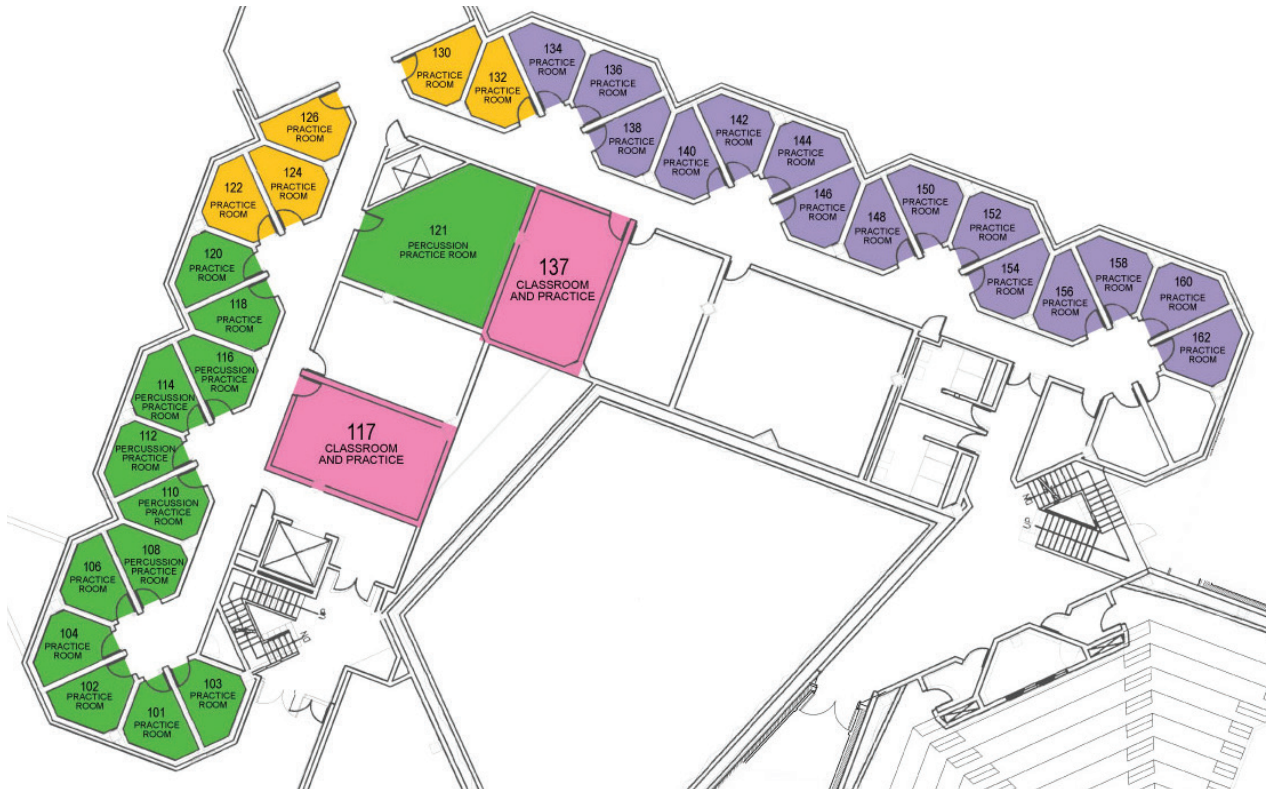 130
PRACTICE
ROOM
132
PRACTICE
ROOM
134
PRACTICE
ROOM
136
PRACTICE
ROOM
138
PRACTICE
ROOM
140
PRACTICE
ROOM
142
PRACTICE
ROOM
144
PRACTICE
ROOM
146
PRACTICE
ROOM
148
PRACTICE
ROOM
150
PRACTICE
ROOM
152
PRACTICE
ROOM
154
PRACTICE
ROOM
156
PRACTICE
ROOM
158
PRACTICE
ROOM
160
PRACTICE
ROOM
162
PRACTICE
ROOM
126
PRACTICE
ROOM
124
PRACTICE
ROOM
122
PRACTICE
ROOM
121
PERCUSSION
PRACTICE ROOM
137
CLASSROOM
AND PRACTICE
120
PRACTICE
ROOM
118
PRACTICE
ROOM
116
PERCUSSION
PRACTICE
ROOM
114
PERCUSSION
PRACTICE
ROOM
117
CLASSROOM
AND PRACTICE
112
PERCUSSION
PRACTICE
ROOM
110
PERCUSSION
PRACTICE
ROOM
108
PERCUSSION
PRACTICE
ROOM
106
PRACTICE
ROOM
104
PRACTICE
ROOM
102
PRACTICE
ROOM
101
PRACTICE
ROOM
103
PRACTICE
ROOM